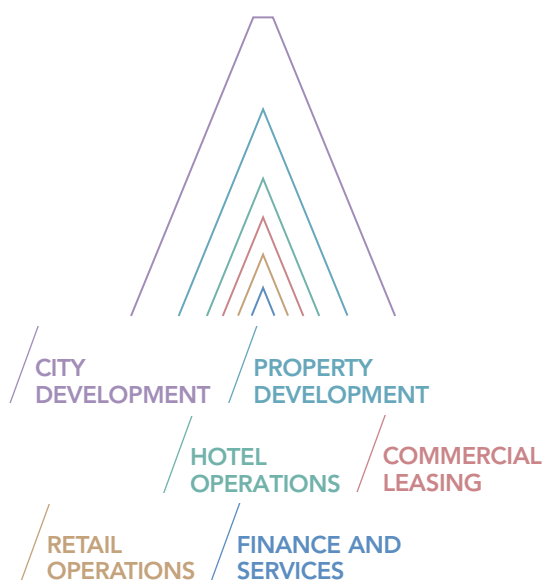 CITY
DEVELOPMENT
PROPERTY
DEVELOPMENT
HOTEL
OPERATIONS
COMMERCIAL
LEASING
RETAIL
OPERATIONS
FINANCE AND
SERVICES